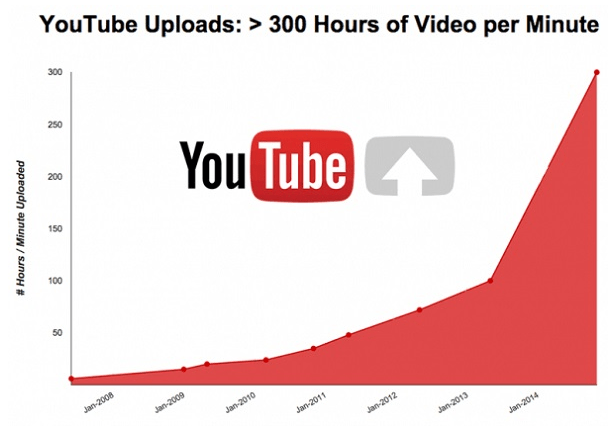 YouTube Uploads: > 300 Hours of Video per Minute
300
250
200
150
100
50
# Hours / Minute Uploaded
YouTube
Jan-2008
Jan-2009
Jan-2010
Jan-2011
Jan-2012
Jan-2013
Jan-2014